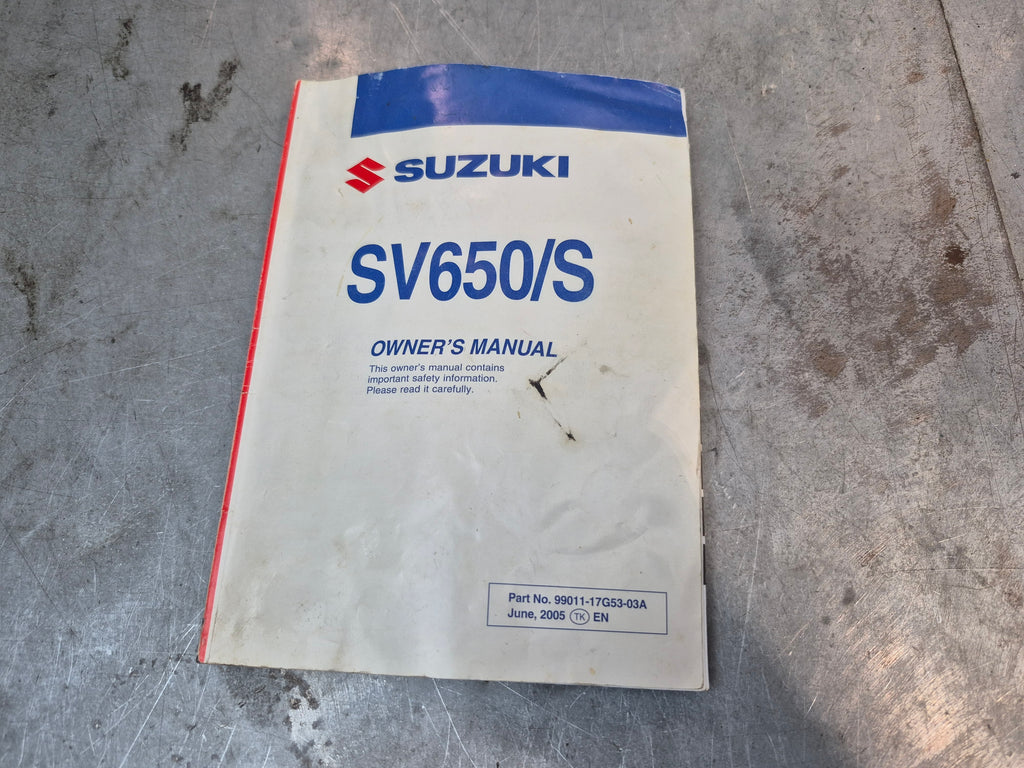 SUZUKI
SV650/S
OWNER'S MANUAL
This owner's manual contains
important safety information.
Please read it carefully.
Part No. 99011-17G53-03A
June, 2005 TK EN